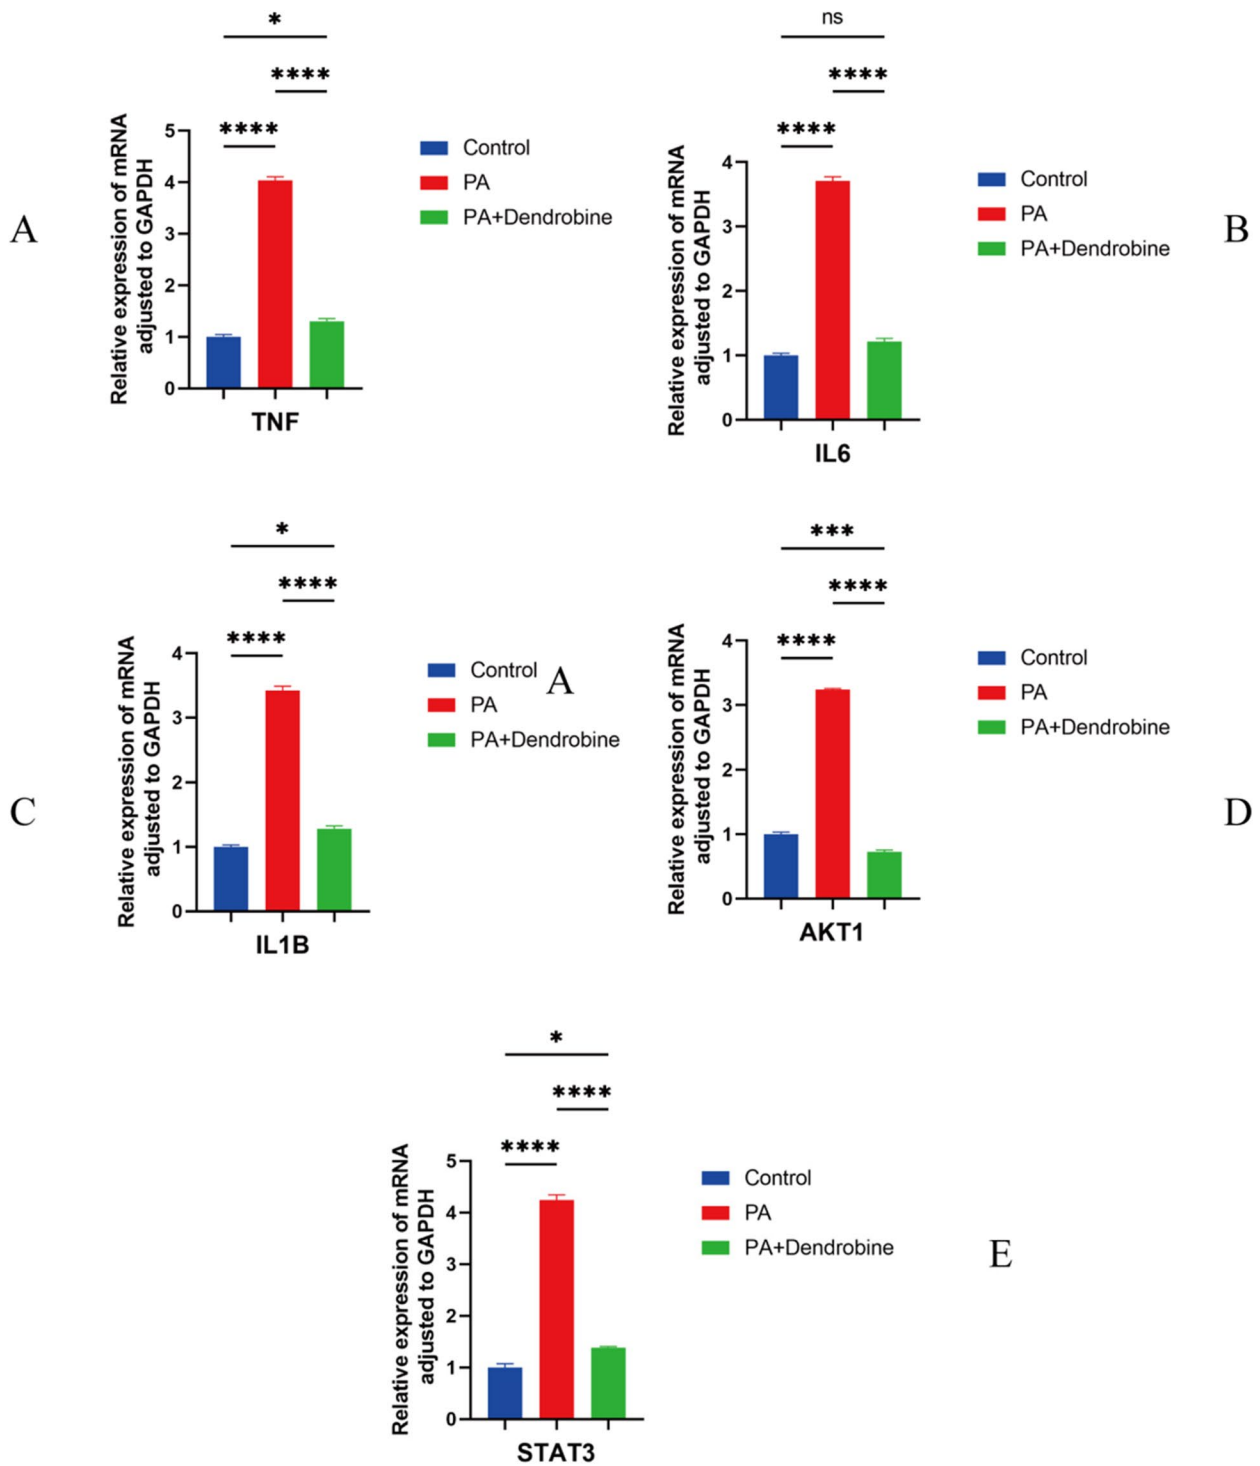 *
****
****
Relative expression of mRNA
adjusted to GAPDH
5
4
3
2
1
0
TNF
Control
PA
PA+Dendrobine
A
ns
****
****
Relative expression of mRNA
adjusted to GAPDH
4
3
2
1
0
IL6
Control
PA
PA+Dendrobine
B
*
****
****
Relative expression of mRNA
adjusted to GAPDH
4
3
2
1
0
IL1B
Control
PA
PA+Dendrobine
A
C
***
****
****
Relative expression of mRNA
adjusted to GAPDH
4
3
2
1
0
AKT1
Control
PA
PA+Dendrobine
D
*
****
****
Relative expression of mRNA
adjusted to GAPDH
5
4
3
2
1
0
STAT3
Control
PA
PA+Dendrobine
E